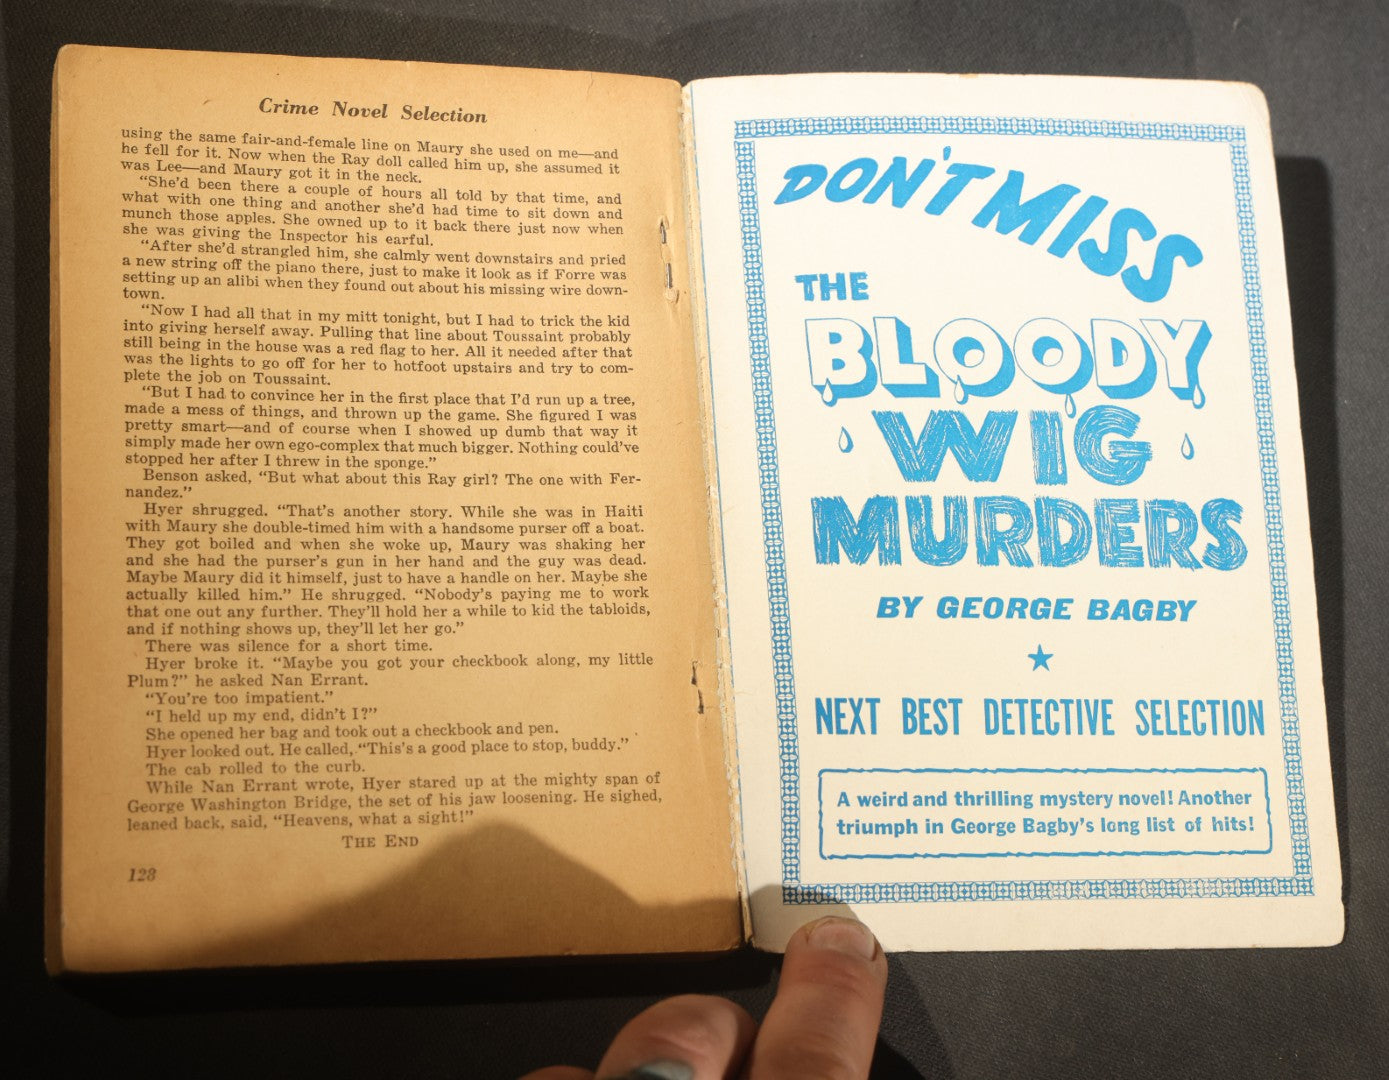 Crime Novel Selection
using the same fair-and-female line on Maury she used on me—and
he fell for it. Now when the Ray doll called him up, she assumed it
was Lee—and Maury got it in the neck.
“She’d been there a couple of hours all told by that time, and
what with one thing and another she’d had time to sit down and
munch those apples. She owned up to it back there just now when
she was giving the Inspector his earful.
“After she’d strangled him, she calmly went downstairs and pried
a new string off the piano there, just to make it look as if Forre was
setting up an alibi when they found out about his missing wire down-
town.
“Now I had all that in my mitt tonight, but I had to trick the kid
into giving herself away. Pulling that line about Toussaint probably
still being in the house was a red flag to her. All it needed after that
was the lights to go off for her to hotfoot upstairs and try to com-
plete the job on Toussaint.
“But I had to convince her in the first place that I’d run up a tree,
made a mess of things, and thrown up the game. She figured I was
pretty smart—and of course when I showed up dumb that way it
simply made her own ego-complex that much bigger. Nothing could’ve
stopped her after I threw in the sponge.”
Benson asked, “But what about this Ray girl? The one with Fer-
nandez.”
Hyer shrugged. “That’s another story. While she was in Haiti
with Maury she double-timed him with a handsome purser off a boat.
They got boiled and when she woke up, Maury was shaking her
and she had the purser’s gun in her hand and the guy was dead.
Maybe Maury did it himself, just to have a handle on her. Maybe she
actually killed him.” He shrugged. “Nobody’s paying me to work
that one out any further. They’ll hold her a while to kid the tabloids,
and if nothing shows up, they’ll let her go.”
There was silence for a short time.
Hyer broke it. “Maybe you got your checkbook along, my little
Plum?” he asked Nan Errant.
“You’re too impatient.”
“I held up my end, didn’t I?”
She opened her bag and took out a checkbook and pen.
Hyer looked out. He called, “This’s a good place to stop, buddy.”
The cab rolled to the curb.
While Nan Errant wrote, Hyer stared up at the mighty span of
George Washington Bridge, the set of his jaw loosening. He sighed,
leaned back, said, “Heavens, what a sight!”
THE END
128
DON'T MISS
THE
BLOODY
WIG
MURDERS
BY GEORGE BAGBY
NEXT BEST DETECTIVE SELECTION
A weird and thrilling mystery novel! Another
triumph in George Bagby's long list of hits!